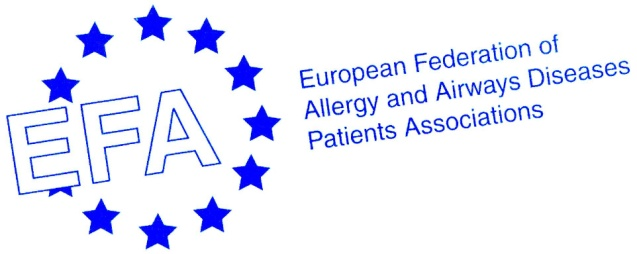 EFA
European Federation of
Allergy and Airways Diseases
Patients Associations